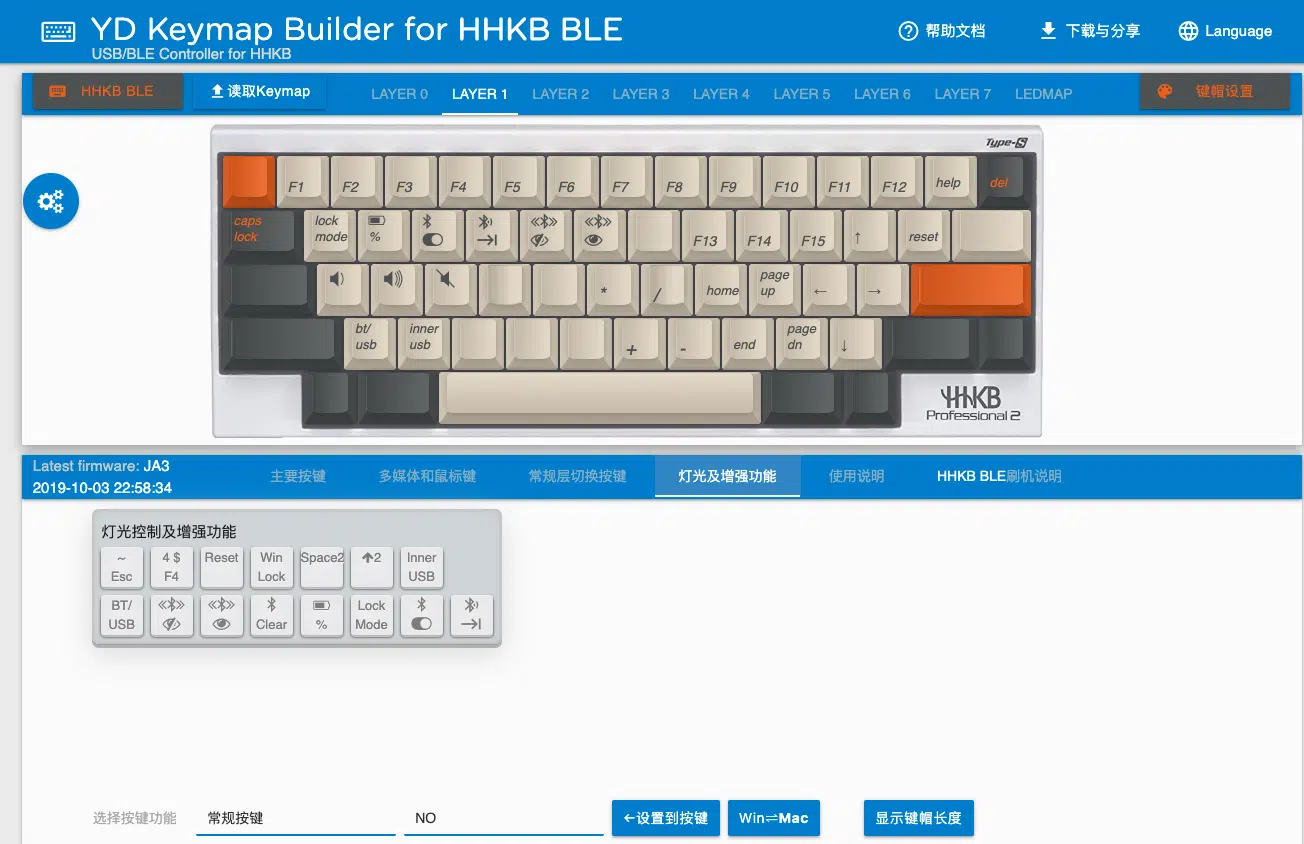 YD Keymap Builder for HHKB BLE
USB/BLE Controller for HHKB
帮助文档
下载与分享
Language
HHKB BLE
读取Keymap
LAYER 0
LAYER 1
LAYER 2
LAYER 3
LAYER 4
LAYER 5
LAYER 6
LAYER 7
LEDMAP
键帽设置
Type-S
F1
F2
F3
F4
F5
F6
F7
F8
F9
F10
F11
F12
help
del
caps
lock
lock
mode
%
F13
F14
F15
↑
reset
*
/
home
page
up
←
→
bt/
usb
inner
usb
+
-
end
page
dn
↓
HHKB
Professional 2
Latest firmware: JA3
2019-10-03 22:58:34
主要按键
多媒体和鼠标键
常规层切换按键
灯光及增强功能
使用说明
HHKB BLE刷机说明
灯光控制及增强功能
~
Esc
4 $
F4
Reset
Win
Lock
Space2
↑2
Inner
USB
BT/
USB
Clear
%
Lock
Mode
选择按键功能
常规按键
NO
←设置到按键
Win⇌Mac
显示键帽长度